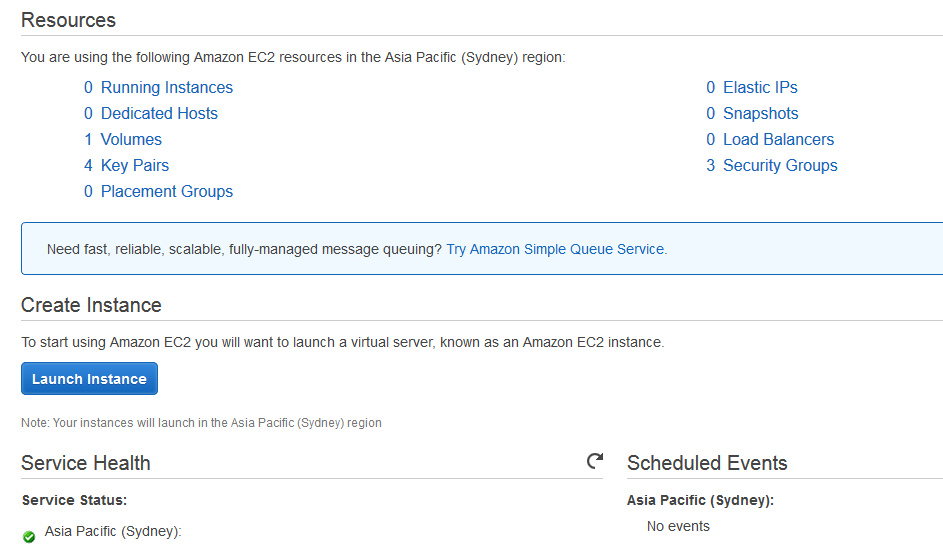 Resources
You are using the following Amazon EC2 resources in the Asia Pacific (Sydney) region:
0 Running Instances
0 Elastic IPs
0 Dedicated Hosts
0 Snapshots
1 Volumes
0 Load Balancers
4 Key Pairs
3 Security Groups
0 Placement Groups
Need fast, reliable, scalable, fully-managed message queuing? Try Amazon Simple Queue Service.
Create Instance
To start using Amazon EC2 you will want to launch a virtual server, known as an Amazon EC2 instance.
Launch Instance
Note: Your instances will launch in the Asia Pacific (Sydney) region
Service Health
Scheduled Events
Service Status:
Asia Pacific (Sydney):
Asia Pacific (Sydney):
No events